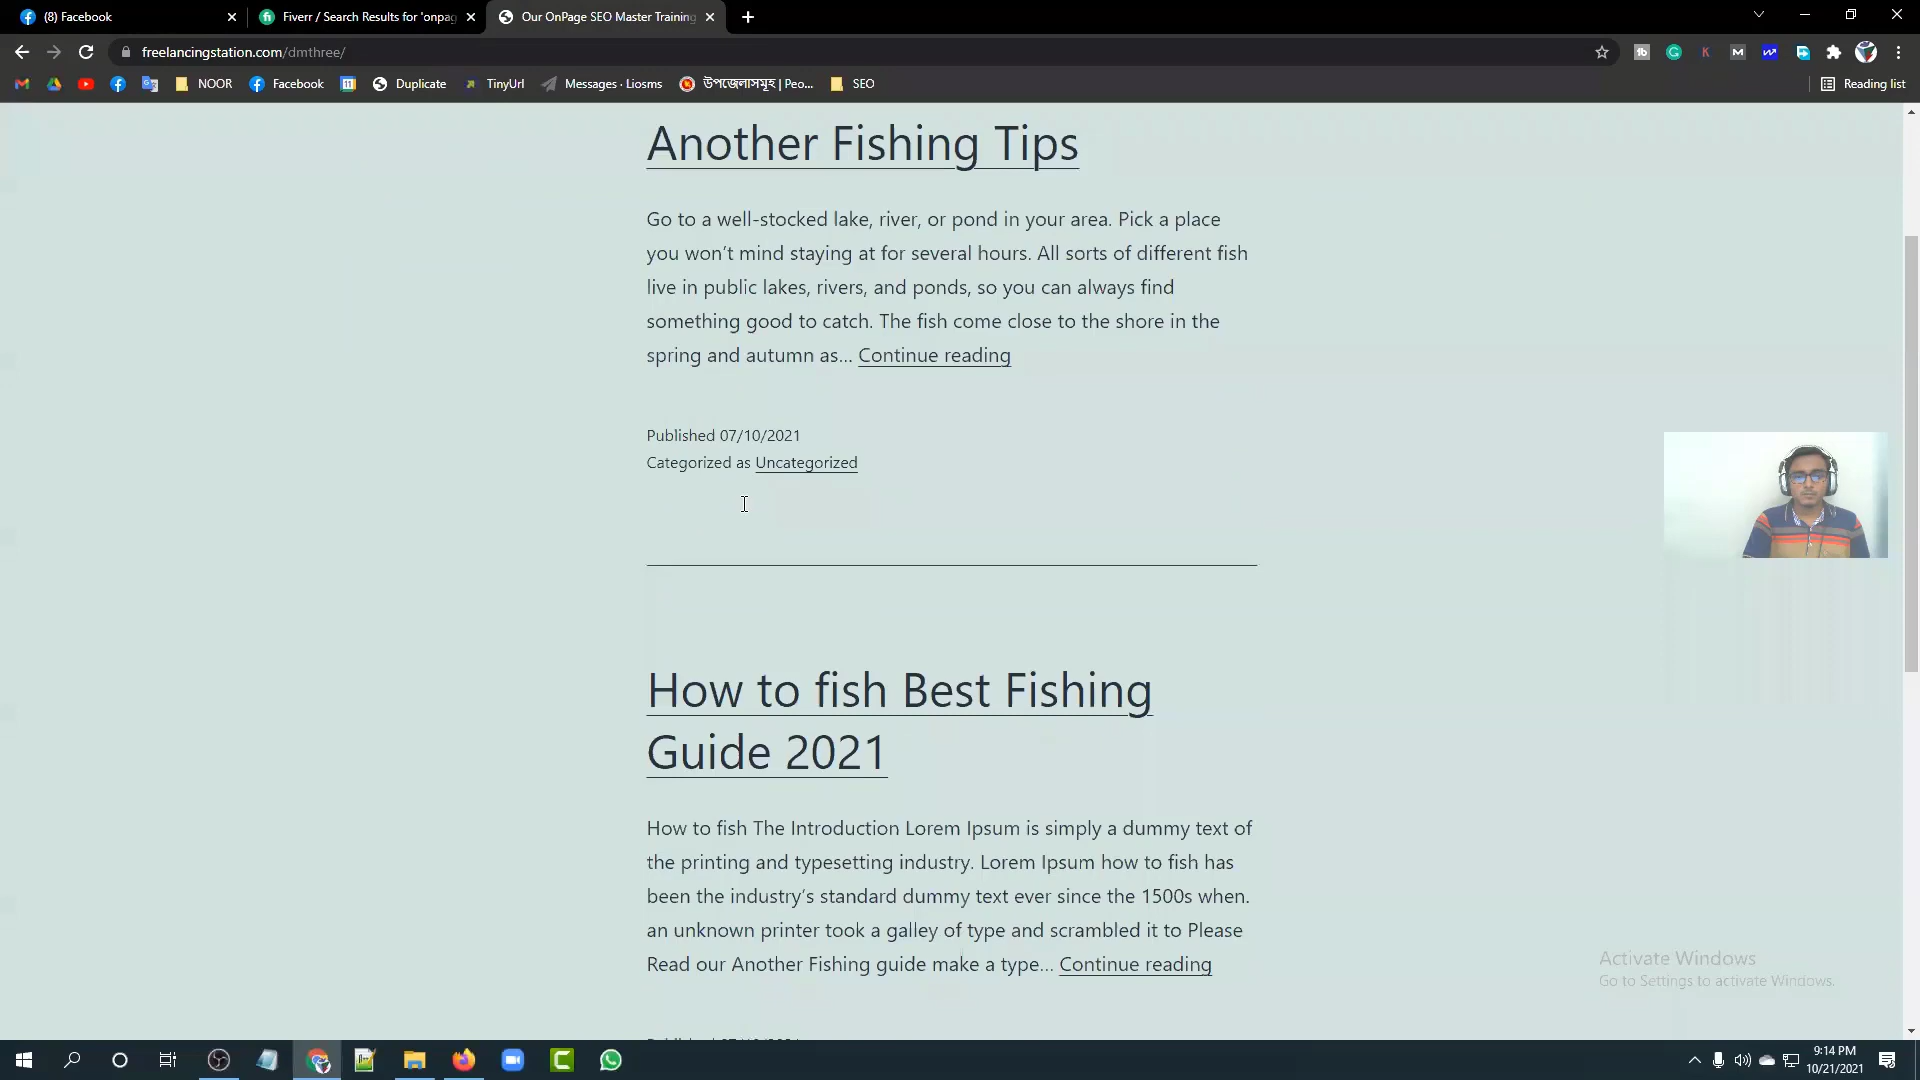 (8) Facebook
Fiverr / Search Results for 'onpag
Our OnPage SEO Master Training
freelancingstation.com/dmthree/
NOOR
Facebook
Duplicate
TinyUrl
Messages · Liosms
উপজেলাসমূহ | Peo...
SEO
Reading list
Another Fishing Tips
Go to a well-stocked lake, river, or pond in your area. Pick a place
you won’t mind staying at for several hours. All sorts of different fish
live in public lakes, rivers, and ponds, so you can always find
something good to catch. The fish come close to the shore in the
spring and autumn as… Continue reading
Published 07/10/2021
Categorized as Uncategorized
How to fish Best Fishing
Guide 2021
How to fish The Introduction Lorem Ipsum is simply a dummy text of
the printing and typesetting industry. Lorem Ipsum how to fish has
been the industry’s standard dummy text ever since the 1500s when.
an unknown printer took a galley of type and scrambled it to Please
Read our Another Fishing guide make a type… Continue reading
Activate Windows
Go to Settings to activate Windows.
9:14 PM
10/21/2021